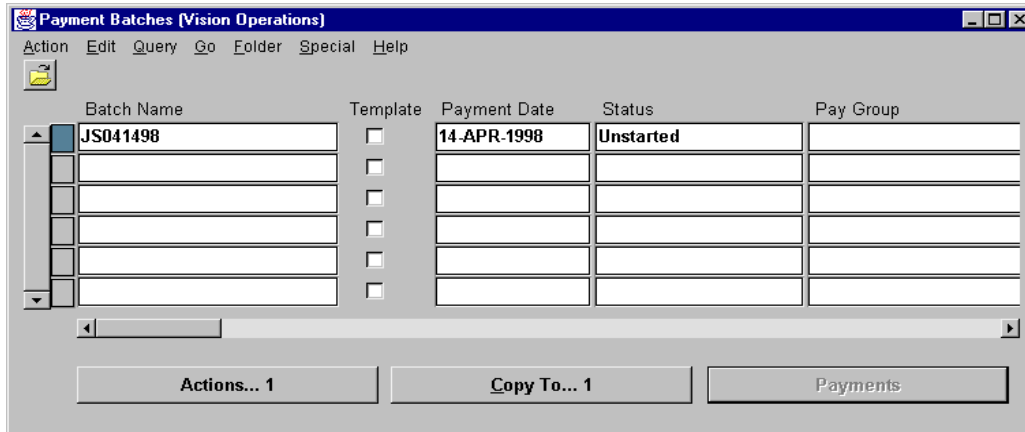 Payment Batches (Vision Operations)
Action Edit Query Go Folder Special Help
Batch Name Template Payment Date Status Pay Group
JS041498 14-APR-1998 Unstarted
Actions... 1 Copy To... 1 Payments